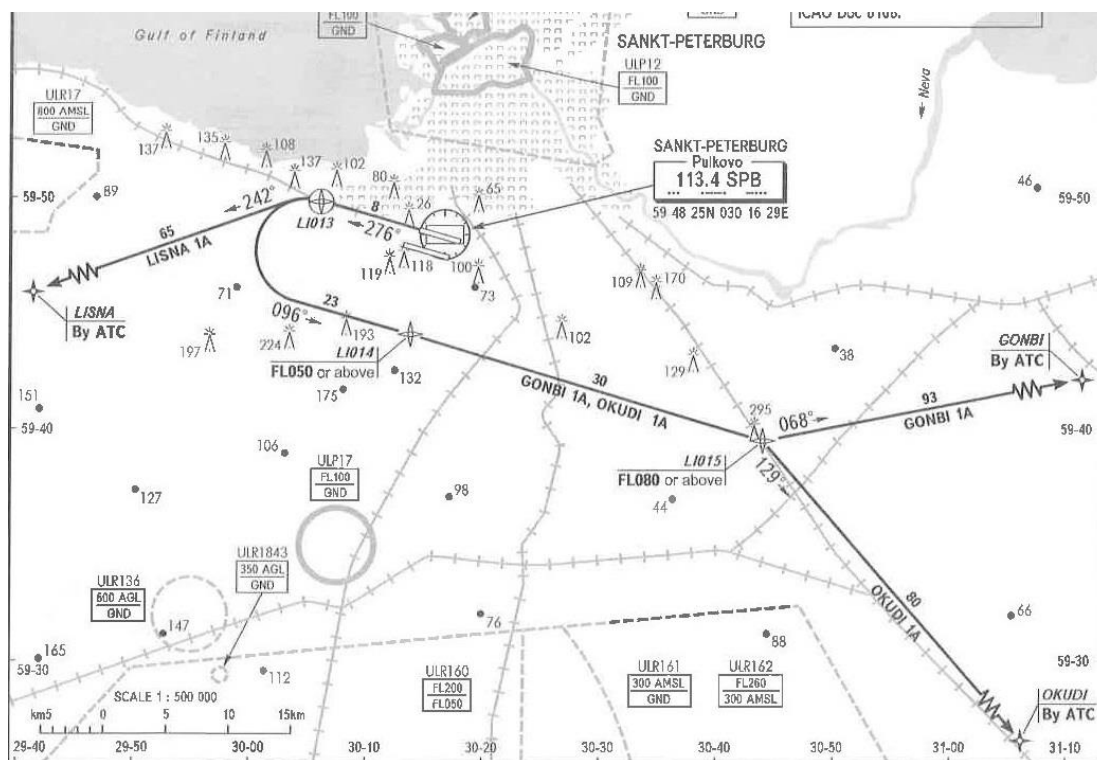 FL100
GND
GND
ICAO Doc 8168.
Gulf of Finland
SANKT-PETERBURG
ULP12
FL100
GND
Neva
ULR17
800 AMSL
GND
137
135
108
137
102
80
26
65
SANKT-PETERBURG
Pulkovo
113.4 SPB
59 48 25N 030 16 29E
46
59-50
59-50
89
242°
LI013
8
276°
65
LISNA 1A
119
118
100
73
109
170
71
LISNA
By ATC
096°
23
193
197
224
LI014
FL050 or above
102
129
38
GONBI
By ATC
132
175
30
GONBI 1A, OKUDI 1A
151
59-40
295
068°
93
GONBI 1A
59-40
106
LI015
FL080 or above
129°
ULP17
FL100
GND
127
98
44
ULR1843
350 AGL
GND
ULR136
600 AGL
GND
147
76
88
80
OKUDI 1A
66
165
59-30
112
ULR160
FL200
FL050
ULR161
300 AMSL
GND
ULR162
FL260
300 AMSL
59-30
SCALE 1 : 500 000
km5 0 5 10 15km
OKUDI
By ATC
29-40 29-50 30-00 30-10 30-20 30-30 30-40 30-50 31-00 31-10